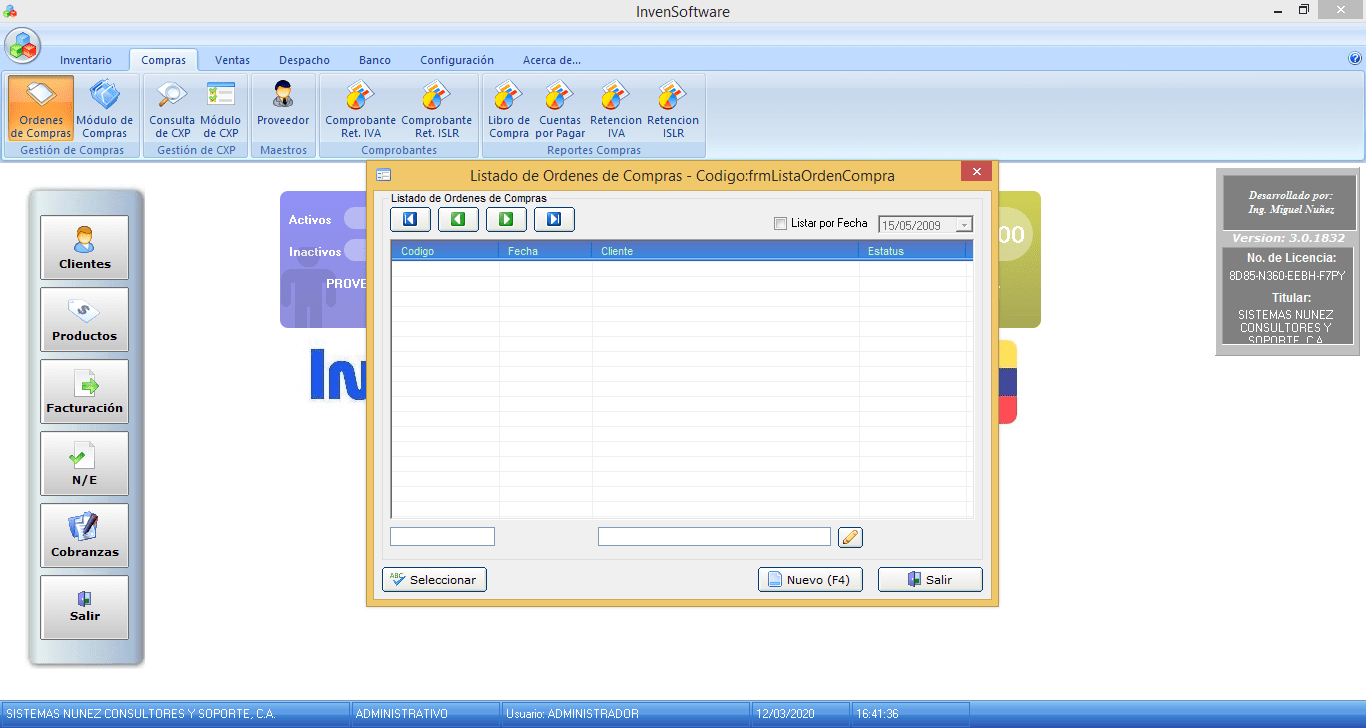 InvenSoftware
Inventario
Compras
Ventas
Despacho
Banco
Configuración
Acerca de...
Ordenes
de Compras
Módulo de
Compras
Consulta
de CXP
Módulo
de CXP
Proveedor
Comprobante
Ret. IVA
Comprobante
Ret. ISLR
Libro de
Compra
Cuentas
por Pagar
Retencion
IVA
Retencion
ISLR
Gestión de Compras
Gestión de CXP
Maestros
Comprobantes
Reportes Compras
Clientes
Productos
Facturación
N/E
Cobranzas
Salir
Activos
Inactivos
Listado de Ordenes de Compras - Codigo:frmListaOrdenCompra
Listado de Ordenes de Compras
Listar por Fecha
15/05/2009
Codigo
Fecha
Cliente
Estatus
ABC
Seleccionar
Nuevo (F4)
Salir
00
Desarrollado por:
Ing. Miguel Nuñez
Version: 3.0.1832
No. de Licencia:
8D85-N360-EEBH-F7PY
Titular:
SISTEMAS NUNEZ
CONSULTORES Y
SOPORTE, C.A.
SISTEMAS NUNEZ CONSULTORES Y SOPORTE, C.A.
ADMINISTRATIVO
Usuario: ADMINISTRADOR
12/03/2020
16:41:36